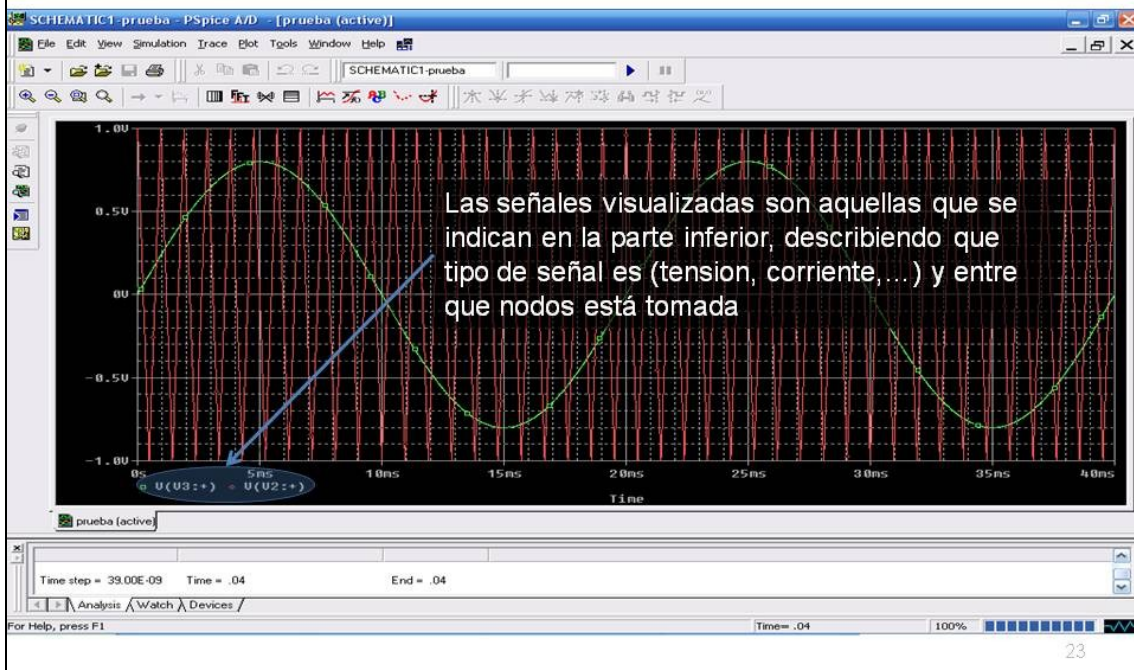 SCHEMATIC1-prueba - PSpice A/D - [prueba (active)]
File Edit View Simulation Trace Plot Tools Window Help
SCHEMATIC1-prueba
1.0V
0.5V
0V
-0.5V
-1.0V
Las señales visualizadas son aquellas que se
indican en la parte inferior, describiendo que
tipo de señal es (tension, corriente,...) y entre
que nodos está tomada
0s 5ms 10ms 15ms 20ms 25ms 30ms 35ms 40ms
V(V3:+) V(V2:+)
Time
prueba (active)
Time step = 39.00E-09 Time = .04 End = .04
Analysis Watch Devices
For Help, press F1 Time= .04 100%
23